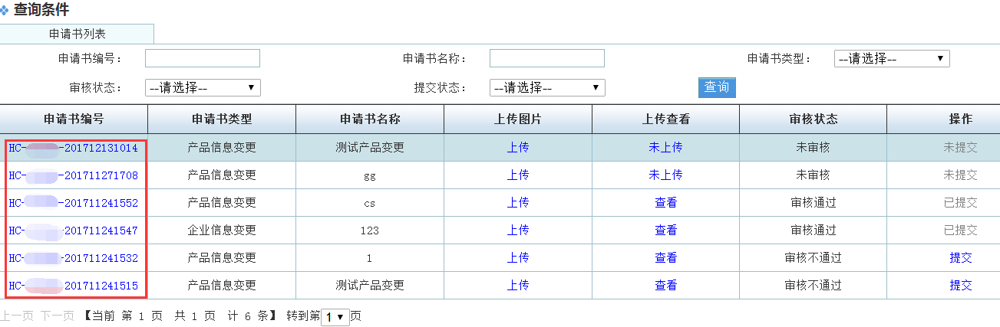 查询条件
申请书列表
申请书编号： 申请书名称： 申请书类型： --请选择--
审核状态： --请选择-- 提交状态： --请选择-- 查询
申请书编号 申请书类型 申请书名称 上传图片 上传查看 审核状态 操作
HC- -201712131014 产品信息变更 测试产品变更 上传 未上传 未审核 未提交
HC- -201711271708 产品信息变更 gg 上传 未上传 未审核 未提交
HC- -201711241552 产品信息变更 cs 上传 查看 审核通过 已提交
HC- -201711241547 企业信息变更 123 上传 查看 审核通过 已提交
HC- -201711241532 产品信息变更 1 上传 查看 审核不通过 提交
HC- 201711241515 产品信息变更 测试产品变更 上传 查看 审核不通过 提交
上一页 下一页 【当前 第 1 页 共 1 页 计 6 条】 转到第 1 页